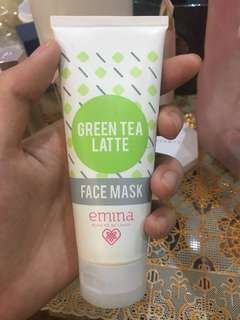 GREEN TEA
LATTE
FACE MASK
emina